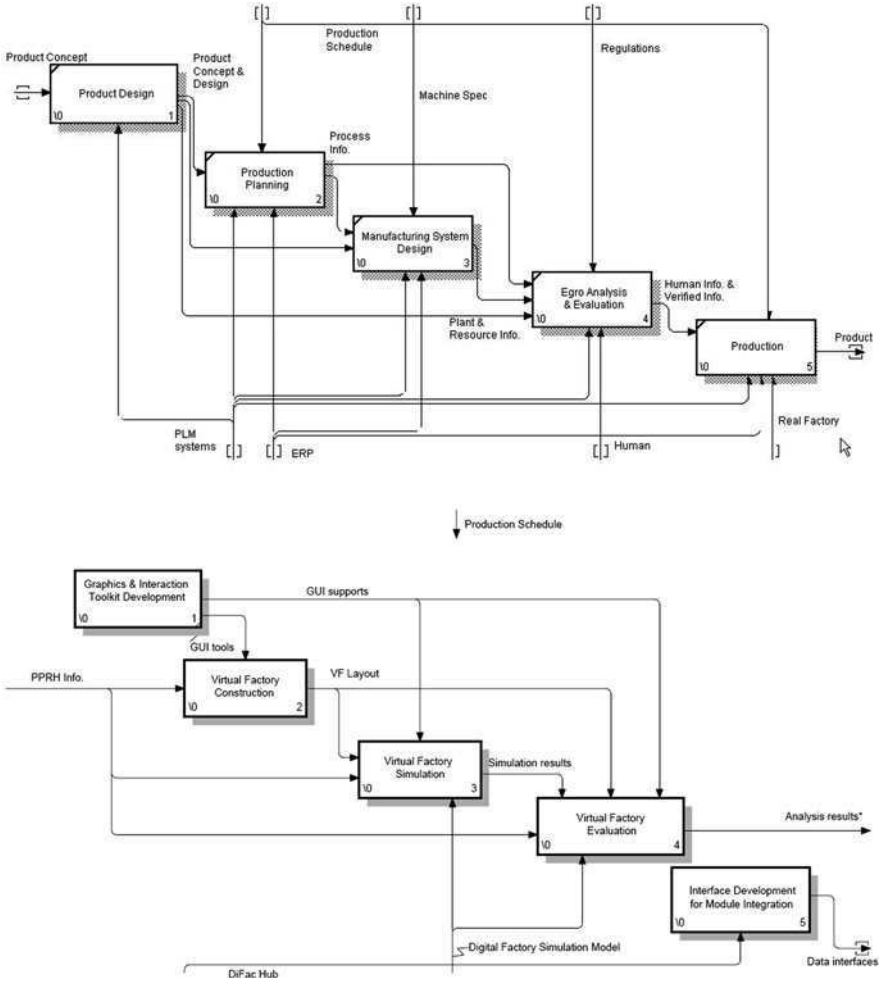 Product Concept
Product Design
\0 1
Product
Concept &
Design
Production
Schedule
Machine Spec
Regulations
Process
Info.
Production
Planning
\0 2
Manufacturing System
Design
\0 3
Egro Analysis
& Evaluation
\0 4
Human Info. &
Verified Info.
Plant &
Resource Info.
Production
\0 5
Product
PLM
systems
ERP
Human
Real Factory
Production Schedule
Graphics & Interaction
Toolkit Development
\0 1
GUI supports
GUI tools
PPRH Info.
Virtual Factory
Construction
\0 2
VF Layout
Virtual Factory
Simulation
\0 3
Simulation results
Virtual Factory
Evaluation
\0 4
Analysis results*
Interface Development
for Module Integration
\0 5
Digital Factory Simulation Model
Data interfaces
DiFac Hub